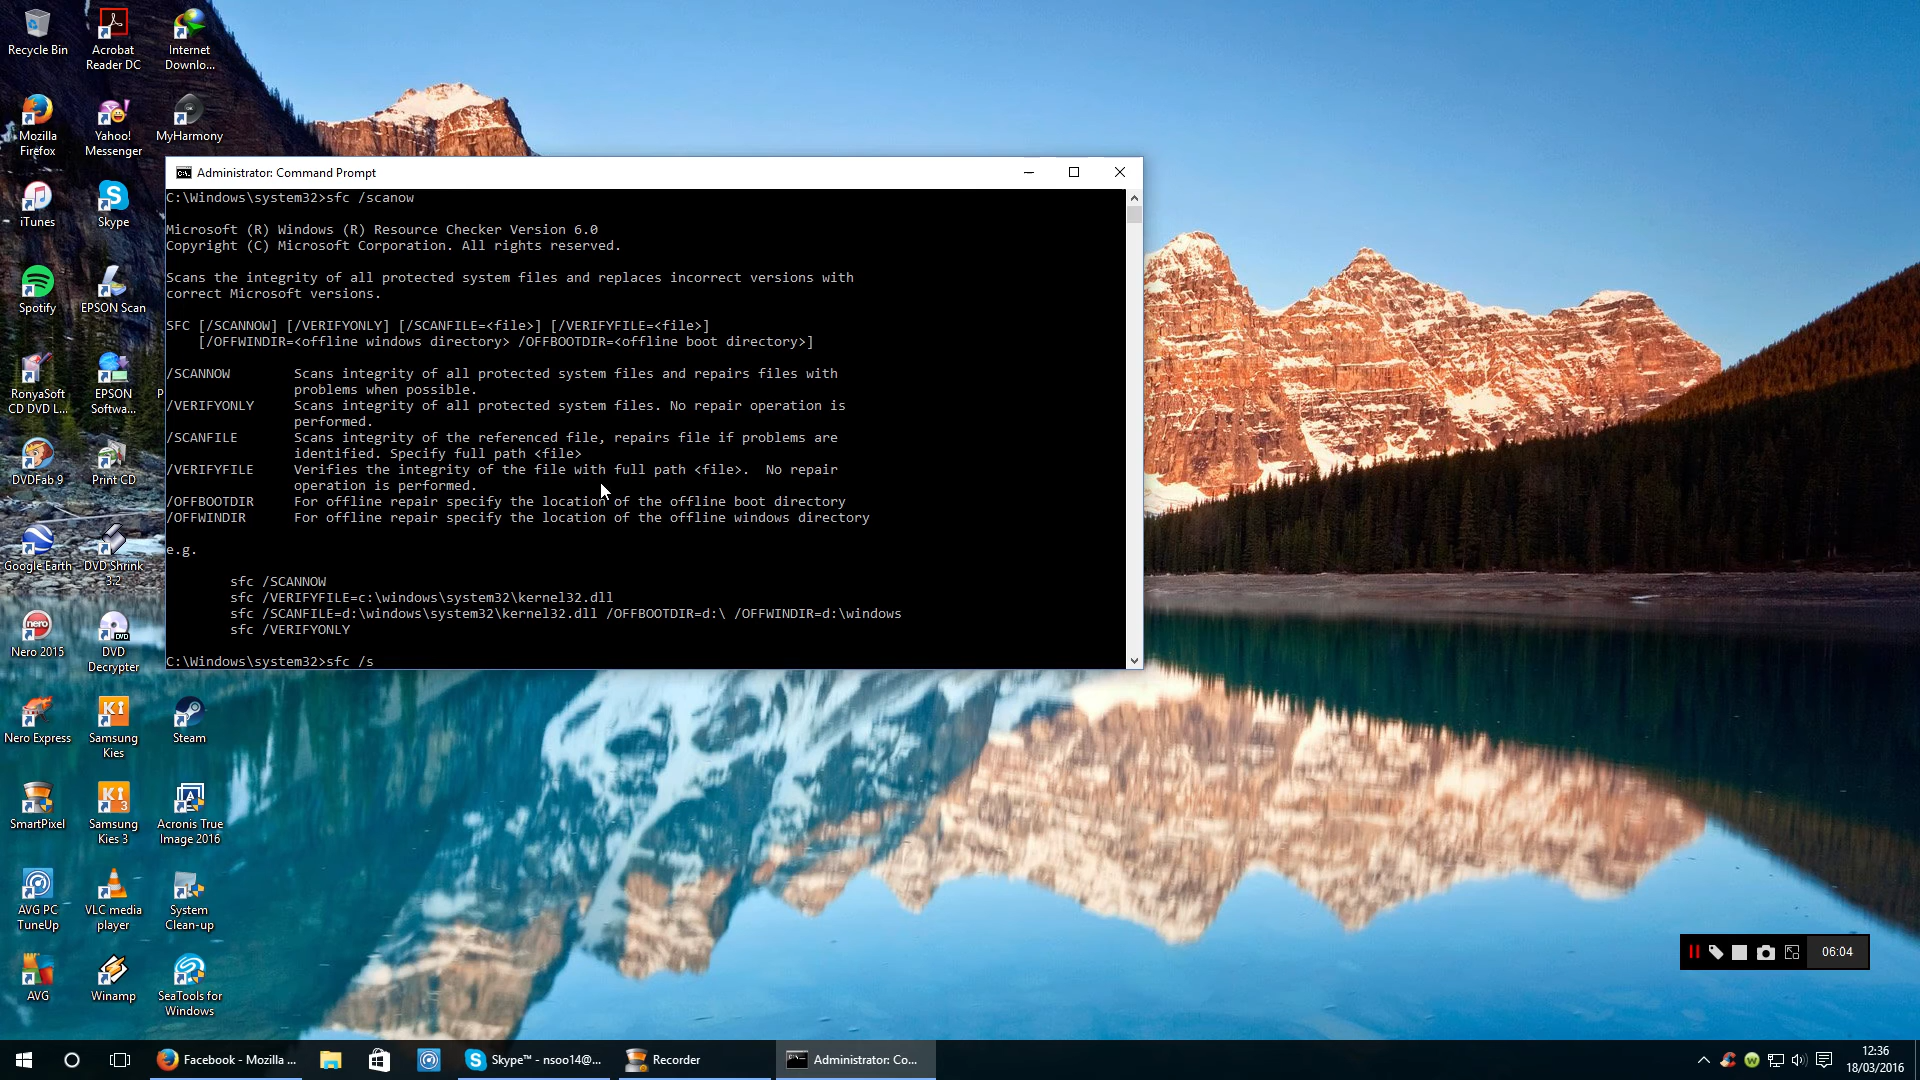 Recycle Bin
Acrobat
Reader DC
Internet
Downlo...
Mozilla
Firefox
Yahoo!
Messenger
MyHarmony
iTunes
Skype
Spotify
EPSON Scan
RonyaSoft
CD DVD L...
EPSON
Softwa...
P
DVDFab 9
Print CD
Google Earth
DVD Shrink
3.2
Nero 2015
DVD
Decrypter
Nero Express
Samsung
Kies
Steam
SmartPixel
Samsung
Kies 3
Acronis True
Image 2016
AVG PC
TuneUp
VLC media
player
System
Clean-up
AVG
Winamp
SeaTools for
Windows
Administrator: Command Prompt
C:\Windows\system32>sfc /scanow
Microsoft (R) Windows (R) Resource Checker Version 6.0
Copyright (C) Microsoft Corporation. All rights reserved.
Scans the integrity of all protected system files and replaces incorrect versions with
correct Microsoft versions.
SFC [/SCANNOW] [/VERIFYONLY] [/SCANFILE=<file>] [/VERIFYFILE=<file>]
[/OFFWINDIR=<offline windows directory> /OFFBOOTDIR=<offline boot directory>]
/SCANNOW Scans integrity of all protected system files and repairs files with
problems when possible.
/VERIFYONLY Scans integrity of all protected system files. No repair operation is
performed.
/SCANFILE Scans integrity of the referenced file, repairs file if problems are
identified. Specify full path <file>
/VERIFYFILE Verifies the integrity of the file with full path <file>. No repair
operation is performed.
/OFFBOOTDIR For offline repair specify the location of the offline boot directory
/OFFWINDIR For offline repair specify the location of the offline windows directory
e.g.
sfc /SCANNOW
sfc /VERIFYFILE=c:\windows\system32\kernel32.dll
sfc /SCANFILE=d:\windows\system32\kernel32.dll /OFFBOOTDIR=d:\ /OFFWINDIR=d:\windows
sfc /VERIFYONLY
C:\Windows\system32>sfc /s
06:04
Facebook - Mozilla ...
Skype™ - nsoo14@...
Recorder
Administrator: Co...
12:36
18/03/2016